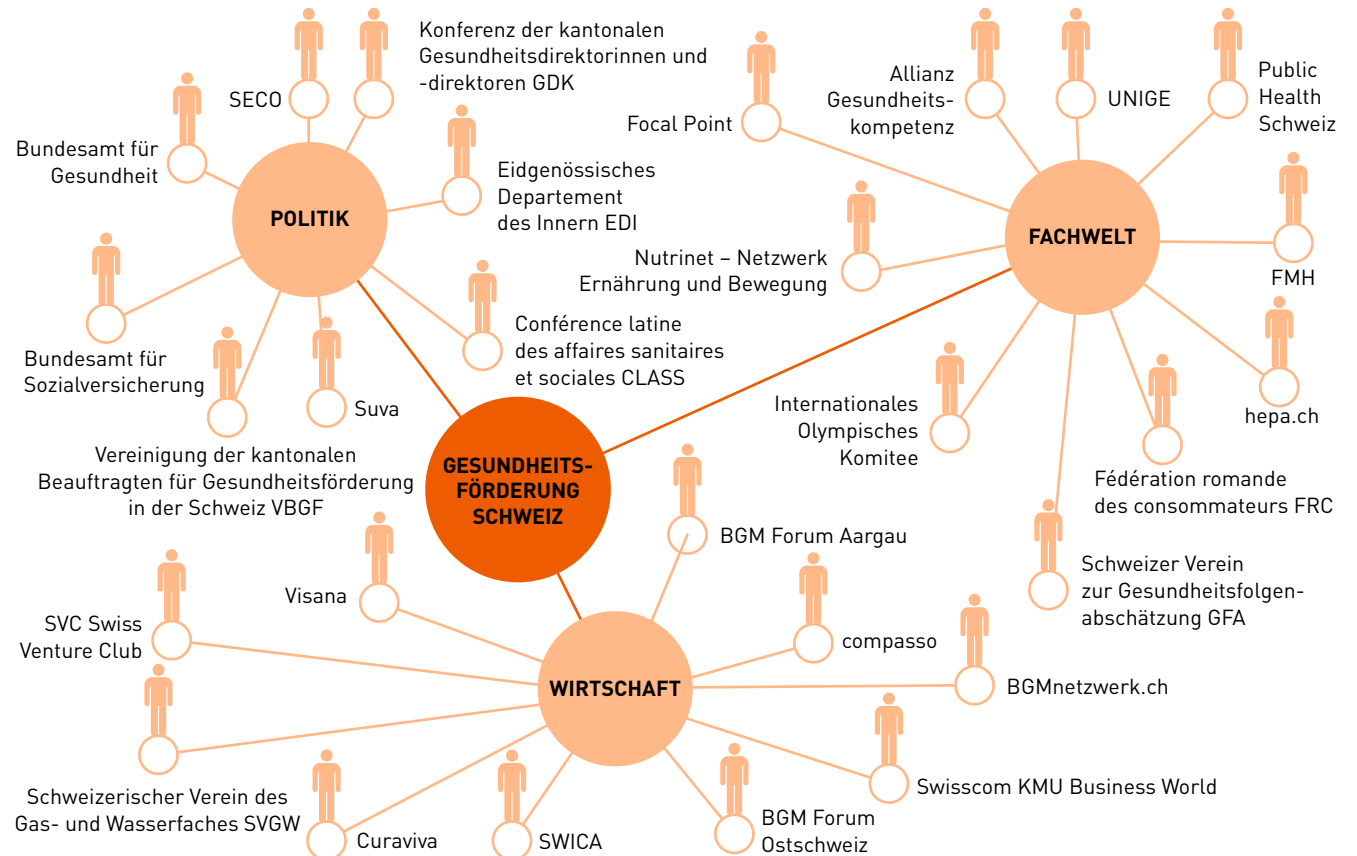 Konferenz der kantonalen
Gesundheitsdirektorinnen und
-direktoren GDK
SECO
Bundesamt für
Gesundheit
POLITIK
Eidgenössisches
Departement
des Innern EDI
Bundesamt für
Sozialversicherung
Conférence latine
des affaires sanitaires
et sociales CLASS
Suva
Vereinigung der kantonalen
Beauftragten für Gesundheitsförderung
in der Schweiz VBGF
Focal Point
Allianz
Gesundheits-
kompetenz
UNIGE
Public
Health
Schweiz
FACHWELT
Nutrinet – Netzwerk
Ernährung und Bewegung
FMH
Internationales
Olympisches
Komitee
hepa.ch
Fédération romande
des consommateurs FRC
Schweizer Verein
zur Gesundheitsfolgen-
abschätzung GFA
GESUNDHEITS-
FÖRDERUNG
SCHWEIZ
BGM Forum Aargau
Visana
compasso
SVC Swiss
Venture Club
WIRTSCHAFT
BGMnetzwerk.ch
Schweizerischer Verein des
Gas- und Wasserfaches SVGW
Curaviva
SWICA
BGM Forum
Ostschweiz
Swisscom KMU Business World